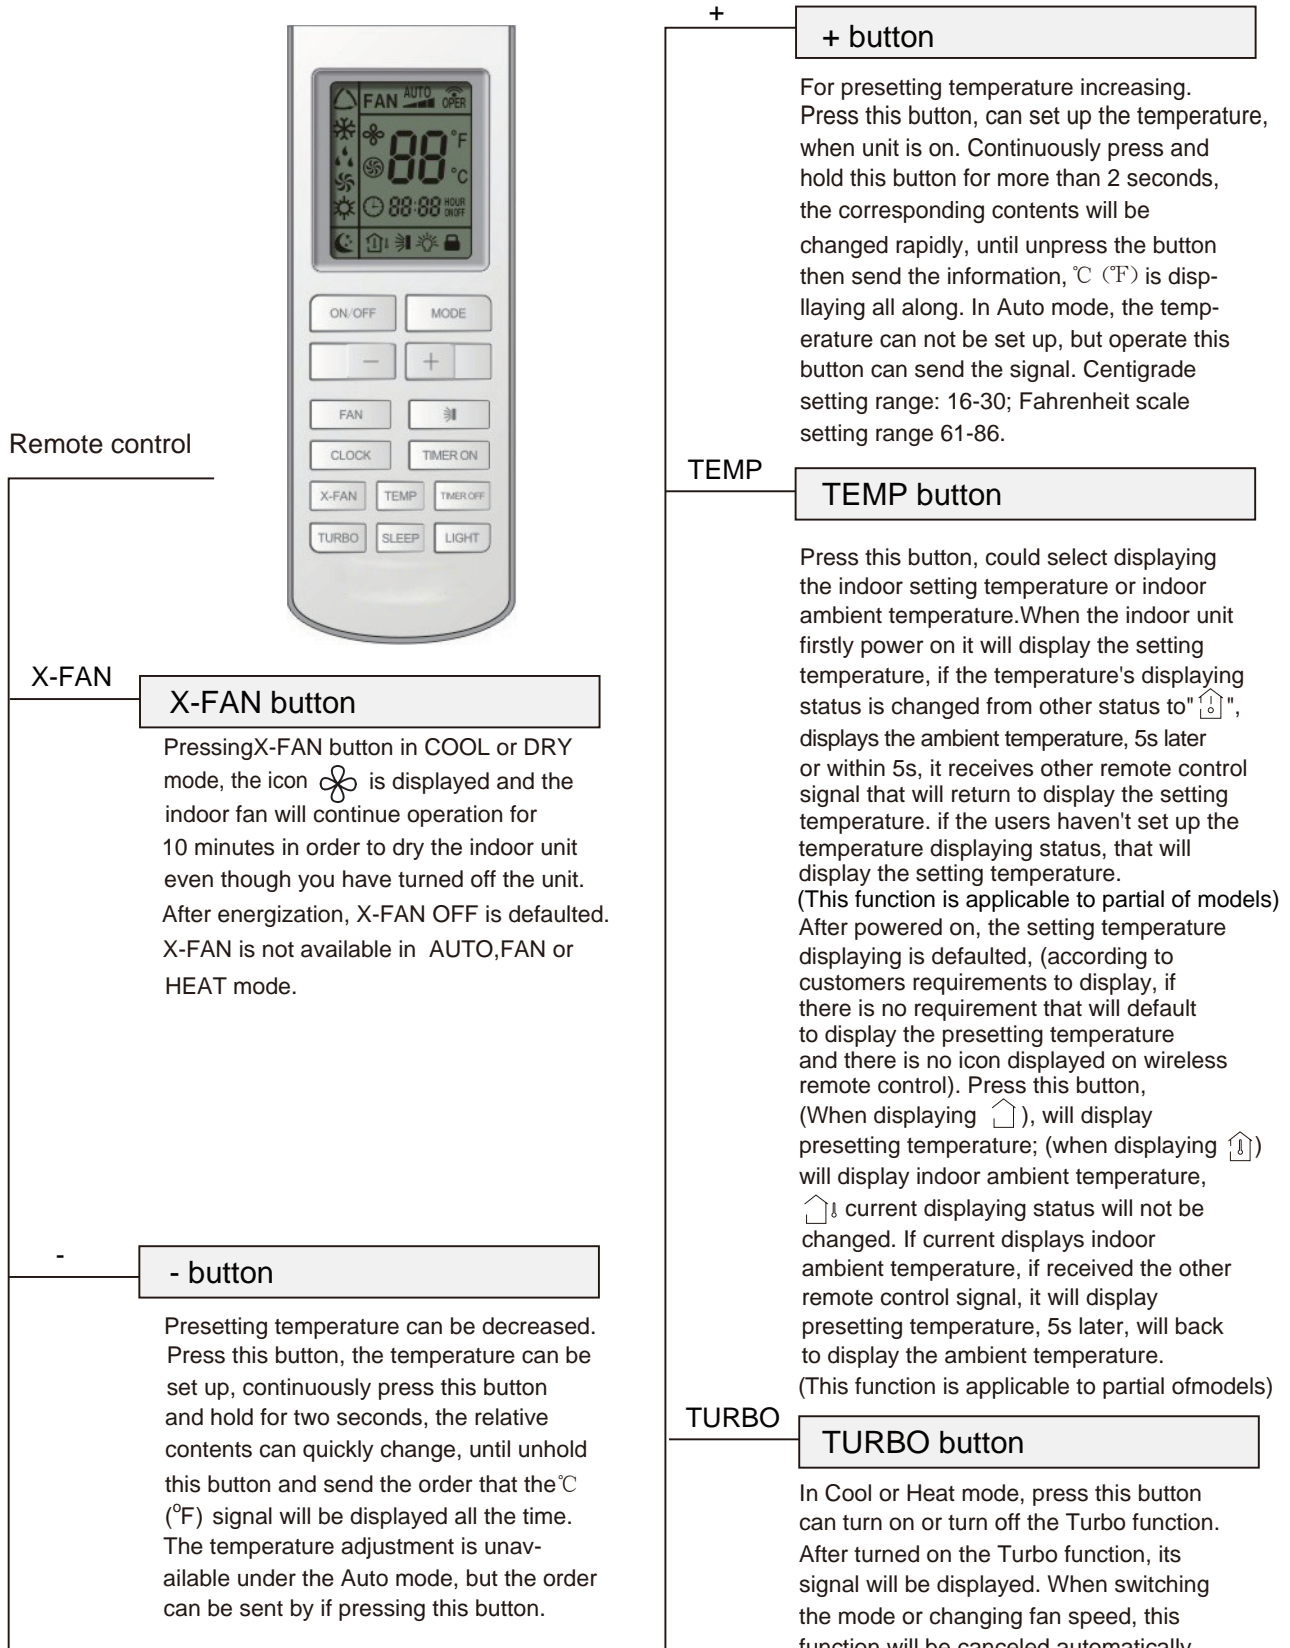 FAN AUTO OPER
88 °F
°C
88:88 HOUR
ON OFF
ON/OFF MODE
- +
FAN
CLOCK TIMER ON
X-FAN TEMP TIMER OFF
TURBO SLEEP LIGHT
Remote control
X-FAN
X-FAN button
PressingX-FAN button in COOL or DRY
mode, the icon is displayed and the
indoor fan will continue operation for
10 minutes in order to dry the indoor unit
even though you have turned off the unit.
After energization, X-FAN OFF is defaulted.
X-FAN is not available in AUTO,FAN or
HEAT mode.
-
- button
Presetting temperature can be decreased.
Press this button, the temperature can be
set up, continuously press this button
and hold for two seconds, the relative
contents can quickly change, until unhold
this button and send the order that the℃
(°F) signal will be displayed all the time.
The temperature adjustment is unav-
ailable under the Auto mode, but the order
can be sent by if pressing this button.
+
+ button
For presetting temperature increasing.
Press this button, can set up the temperature,
when unit is on. Continuously press and
hold this button for more than 2 seconds,
the corresponding contents will be
changed rapidly, until unpress the button
then send the information, ℃ (℉) is disp-
llaying all along. In Auto mode, the temp-
erature can not be set up, but operate this
button can send the signal. Centigrade
setting range: 16-30; Fahrenheit scale
setting range 61-86.
TEMP
TEMP button
Press this button, could select displaying
the indoor setting temperature or indoor
ambient temperature.When the indoor unit
firstly power on it will display the setting
temperature, if the temperature's displaying
status is changed from other status to" ",
displays the ambient temperature, 5s later
or within 5s, it receives other remote control
signal that will return to display the setting
temperature. if the users haven't set up the
temperature displaying status, that will
display the setting temperature.
(This function is applicable to partial of models)
After powered on, the setting temperature
displaying is defaulted, (according to
customers requirements to display, if
there is no requirement that will default
to display the presetting temperature
and there is no icon displayed on wireless
remote control). Press this button,
(When displaying ), will display
presetting temperature; (when displaying )
will display indoor ambient temperature,
current displaying status will not be
changed. If current displays indoor
ambient temperature, if received the other
remote control signal, it will display
presetting temperature, 5s later, will back
to display the ambient temperature.
(This function is applicable to partial ofmodels)
TURBO
TURBO button
In Cool or Heat mode, press this button
can turn on or turn off the Turbo function.
After turned on the Turbo function, its
signal will be displayed. When switching
the mode or changing fan speed, this
function will be canceled automatically